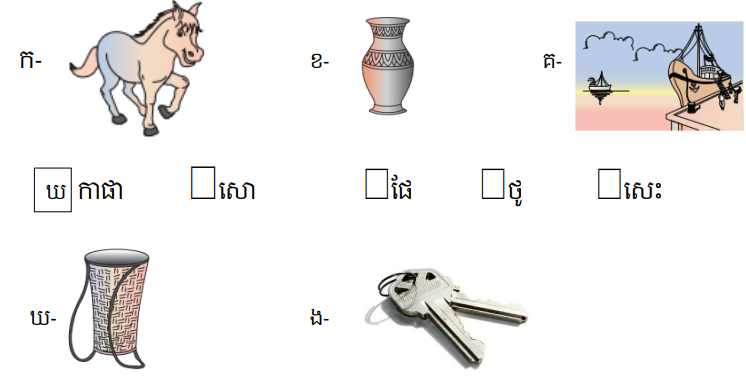 ក- ខ- គ-
ឃ កាផា សោ ផែ ថូ សេះ
ឃ- ង-